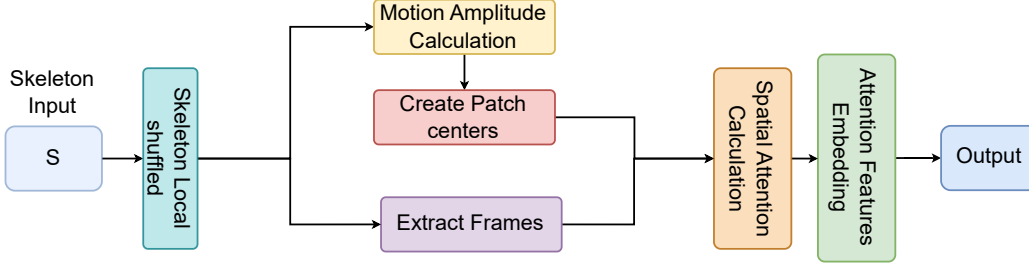 Skeleton
Input
S
Skeleton Local
shuffled
Motion Amplitude
Calculation
Create Patch
centers
Extract Frames
Spatial Attention
Calculation
Attention Features
Embedding
Output